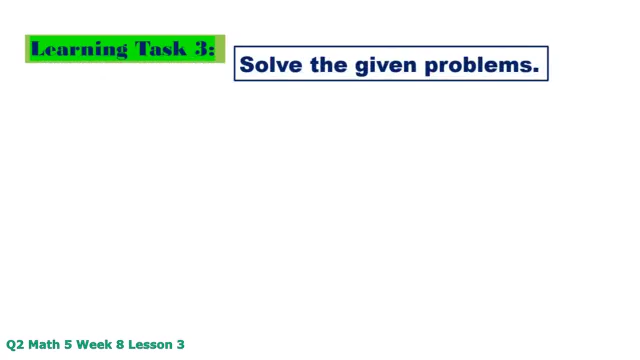 Learning Task 3:
Solve the given problems.
Q2 Math 5 Week 8 Lesson 3